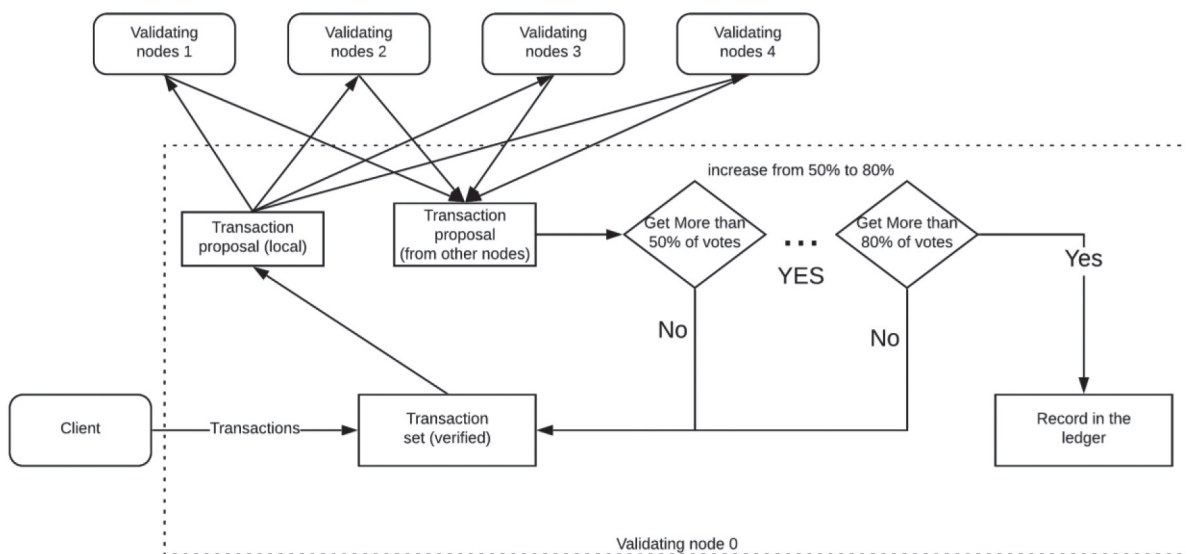 Validating
nodes 1
Validating
nodes 2
Validating
nodes 3
Validating
nodes 4
increase from 50% to 80%
Transaction
proposal (local)
Transaction
proposal
(from other nodes)
Get More than
50% of votes
...
YES
Get More than
80% of votes
Yes
No
No
Client
Transactions
Transaction
set (verified)
Record in the
ledger
Validating node 0